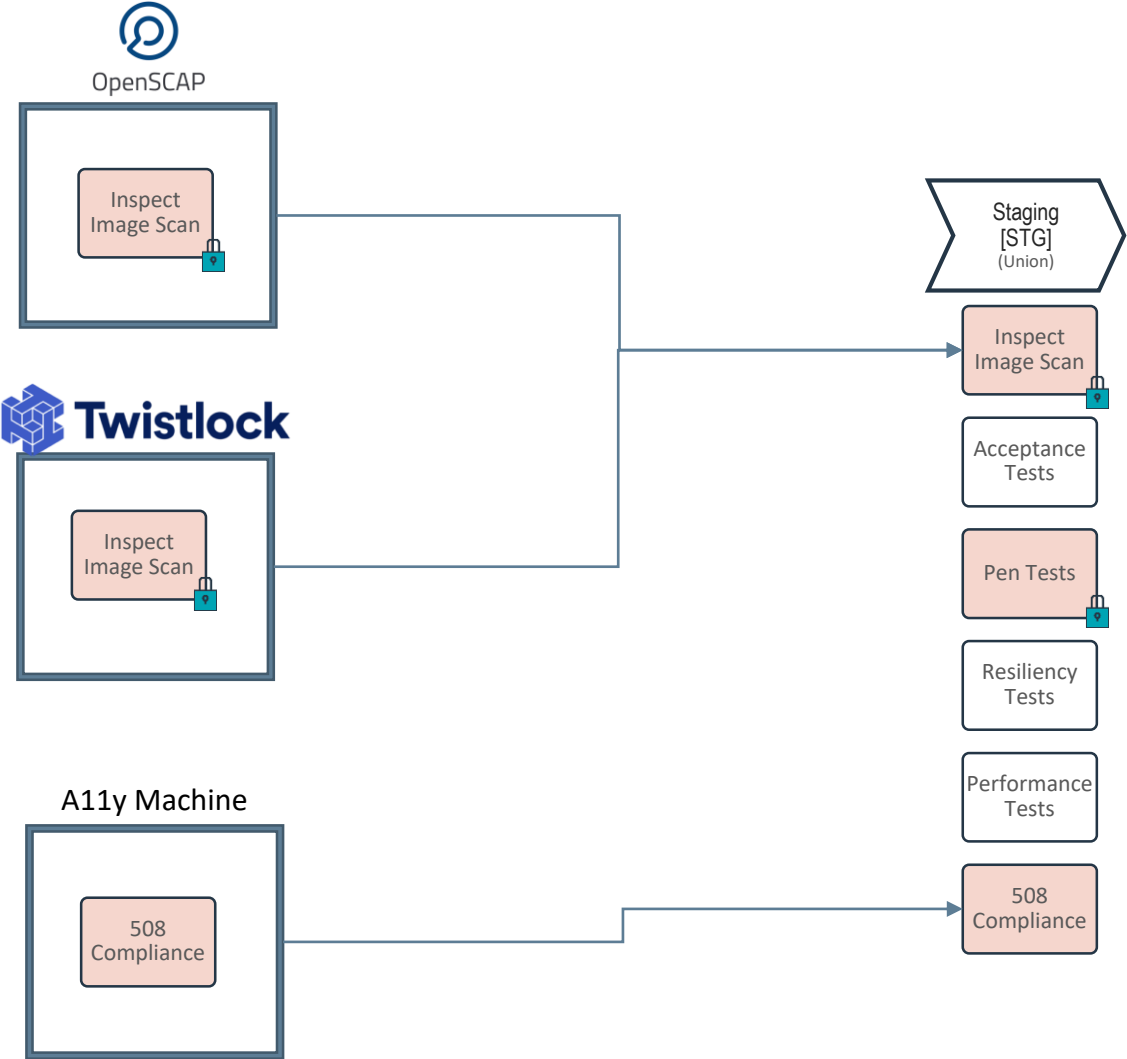 OpenSCAP
Inspect
Image Scan
Twistlock
Inspect
Image Scan
A11y Machine
508
Compliance
Staging
[STG]
(Union)
Inspect
Image Scan
Acceptance
Tests
Pen Tests
Resiliency
Tests
Performance
Tests
508
Compliance